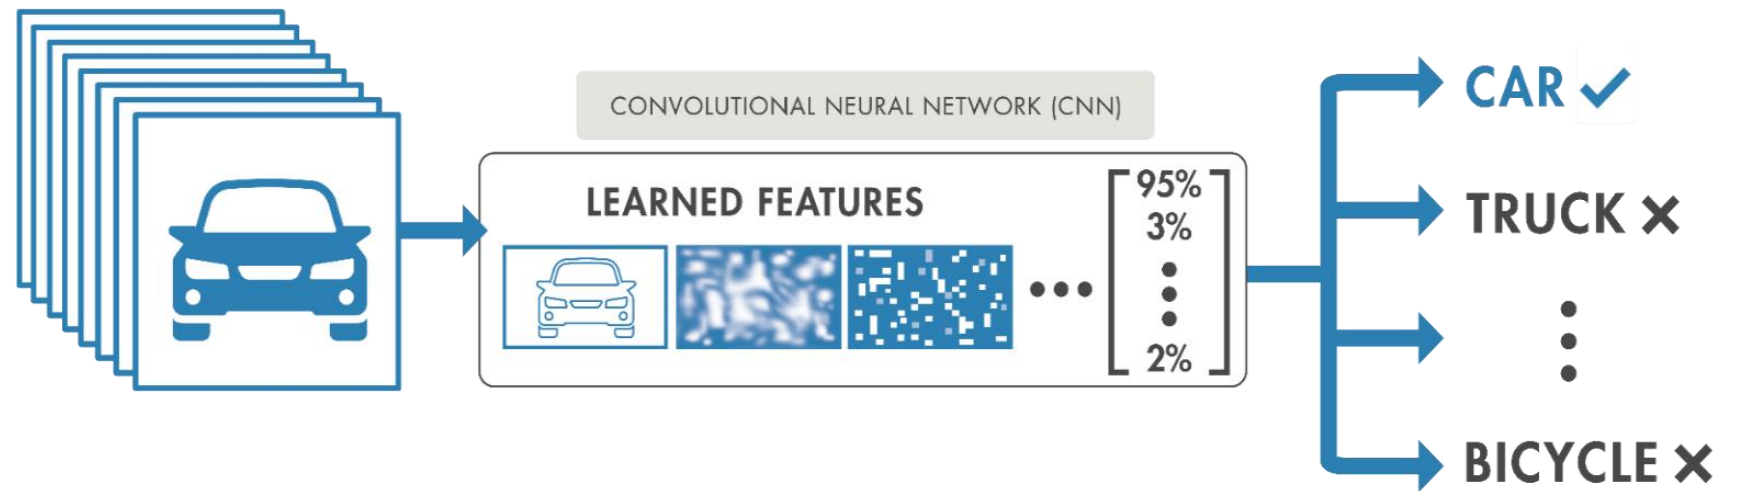 CONVOLUTIONAL NEURAL NETWORK (CNN)
LEARNED FEATURES
95%
3%
2%
CAR
TRUCK
BICYCLE